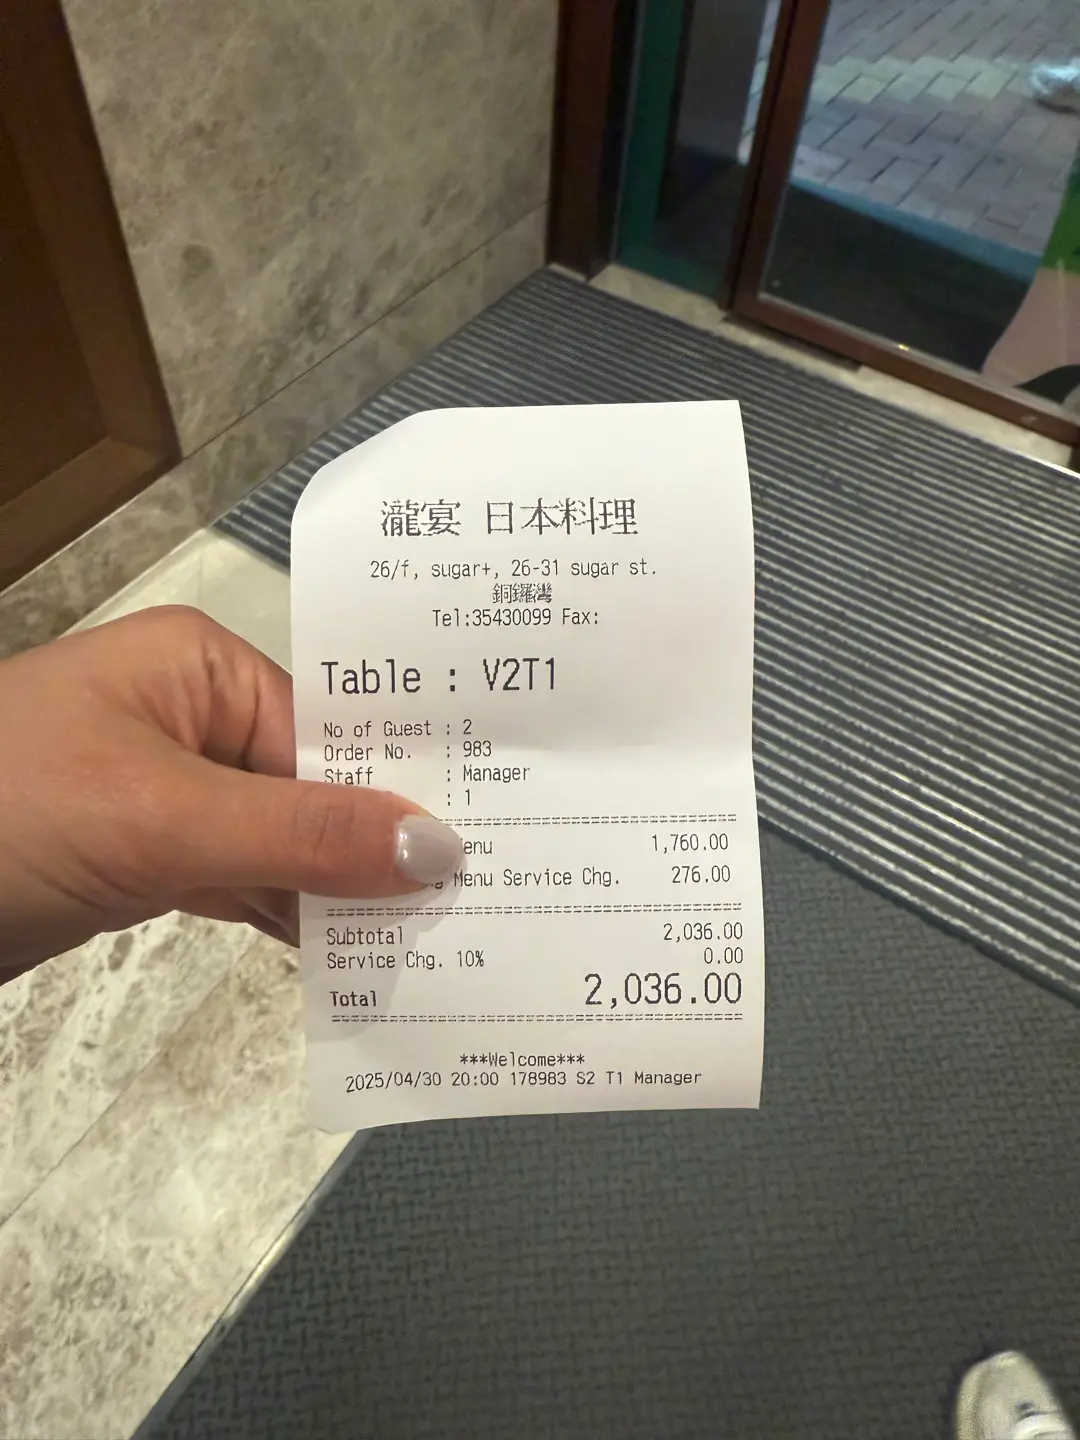 瀧宴 日本料理
26/f, sugar+, 26-31 sugar st.
銅鑼灣
Tel:35430099 Fax:
Table : V2T1
No of Guest : 2
Order No. : 983
Staff : Manager
: 1
1,760.00
Menu Service Chg. 276.00
Subtotal 2,036.00
Service Chg. 10% 0.00
Total 2,036.00
***Welcome***
2025/04/30 20:00 178983 S2 T1 Manager